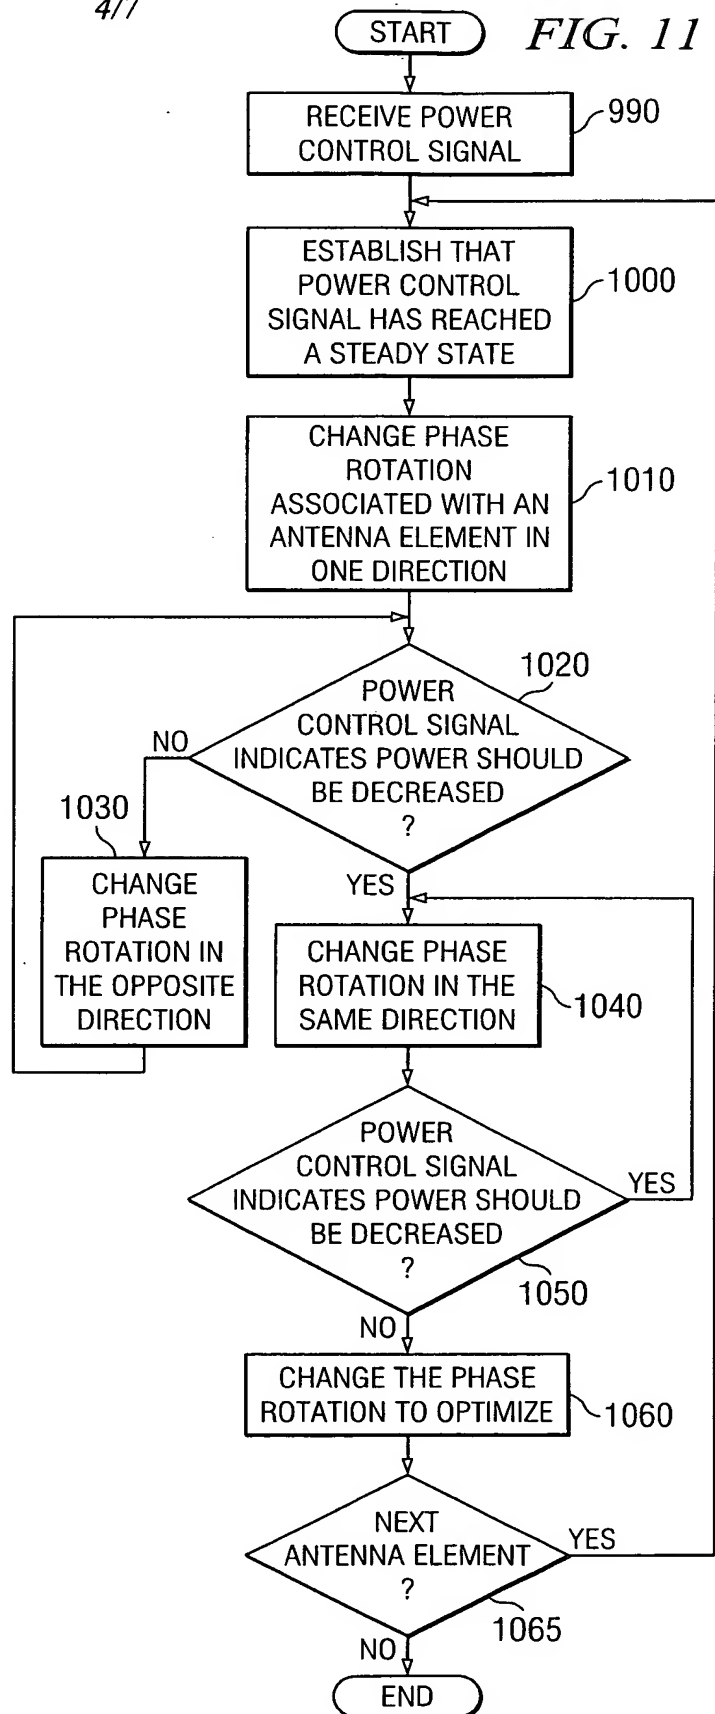 4/7
START
FIG. 11
RECEIVE POWER
CONTROL SIGNAL
990
ESTABLISH THAT
POWER CONTROL
SIGNAL HAS REACHED
A STEADY STATE
1000
CHANGE PHASE
ROTATION
ASSOCIATED WITH AN
ANTENNA ELEMENT IN
ONE DIRECTION
1010
1020
POWER
CONTROL SIGNAL
INDICATES POWER SHOULD
BE DECREASED
?
NO
YES
1030
CHANGE
PHASE
ROTATION IN
THE OPPOSITE
DIRECTION
CHANGE PHASE
ROTATION IN THE
SAME DIRECTION
1040
POWER
CONTROL SIGNAL
INDICATES POWER SHOULD
BE DECREASED
?
YES
1050
NO
CHANGE THE PHASE
ROTATION TO OPTIMIZE
1060
NEXT
ANTENNA ELEMENT
?
YES
1065
NO
END